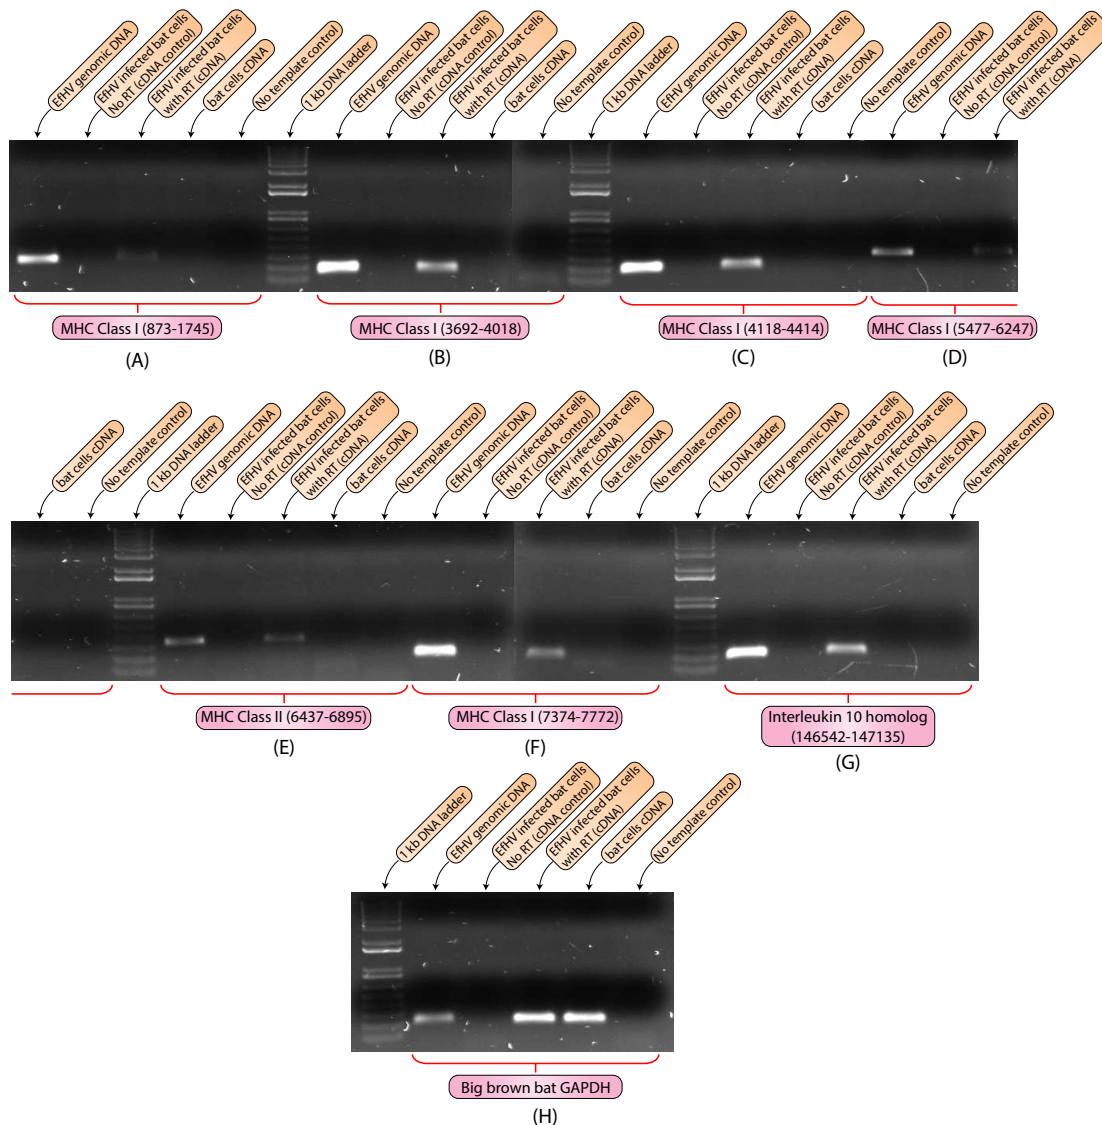 EfHV genomic DNA
EfHV infected bat cells
No RT (cDNA control)
EfHV infected bat cells
with RT (cDNA)
bat cells cDNA
No template control
1 kb DNA ladder
EfHV genomic DNA
EfHV infected bat cells
No RT (cDNA control)
EfHV infected bat cells
with RT (cDNA)
bat cells cDNA
No template control
1 kb DNA ladder
EfHV genomic DNA
EfHV infected bat cells
No RT (cDNA control)
EfHV infected bat cells
with RT (cDNA)
bat cells cDNA
No template control
EfHV genomic DNA
EfHV infected bat cells
No RT (cDNA control)
EfHV infected bat cells
with RT (cDNA)
MHC Class I (873-1745)
MHC Class I (3692-4018)
MHC Class I (4118-4414)
MHC Class I (5477-6247)
(A)
(B)
(C)
(D)
bat cells cDNA
No template control
1 kb DNA ladder
EfHV genomic DNA
EfHV infected bat cells
No RT (cDNA control)
EfHV infected bat cells
with RT (cDNA)
bat cells cDNA
No template control
EfHV genomic DNA
EfHV infected bat cells
No RT (cDNA control)
EfHV infected bat cells
with RT (cDNA)
bat cells cDNA
No template control
1 kb DNA ladder
EfHV genomic DNA
EfHV infected bat cells
No RT (cDNA control)
EfHV infected bat cells
with RT (cDNA)
bat cells cDNA
No template control
MHC Class II (6437-6895)
MHC Class I (7374-7772)
Interleukin 10 homolog
(146542-147135)
(E)
(F)
(G)
1 kb DNA ladder
EfHV genomic DNA
EfHV infected bat cells
No RT (cDNA control)
EfHV infected bat cells
with RT (cDNA)
bat cells cDNA
No template control
Big brown bat GAPDH
(H)